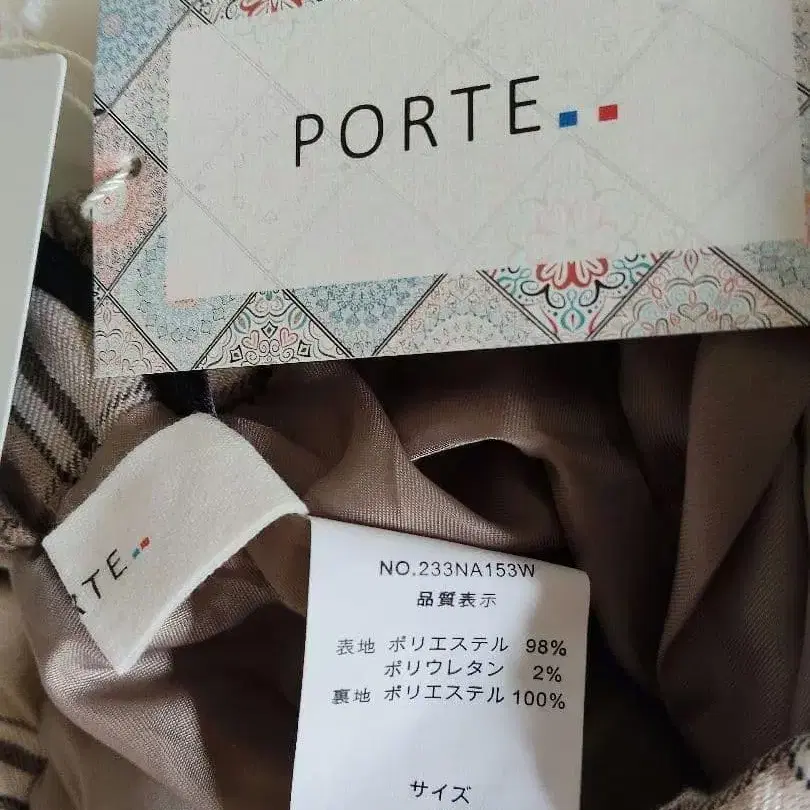 PORTE
RTE
NO.233NA153W
品質表示
表地 ポリエステル 98%
ポリウレタン 2%
裏地 ポリエステル 100%
サイズ